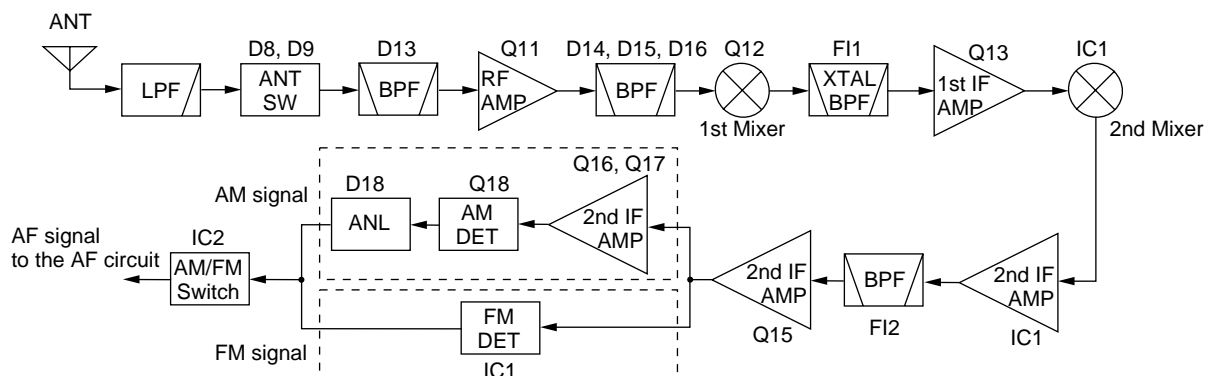 ANT
LPF
D8, D9
ANT
SW
D13
BPF
Q11
RF
AMP
D14, D15, D16
BPF
Q12
1st Mixer
FI1
XTAL
BPF
Q13
1st IF
AMP
IC1
2nd Mixer
AM signal
D18
ANL
Q18
AM
DET
Q16, Q17
2nd IF
AMP
AF signal
to the AF circuit
IC2
AM/FM
Switch
FM signal
FM
DET
IC1
2nd IF
AMP
Q15
BPF
FI2
2nd IF
AMP
IC1